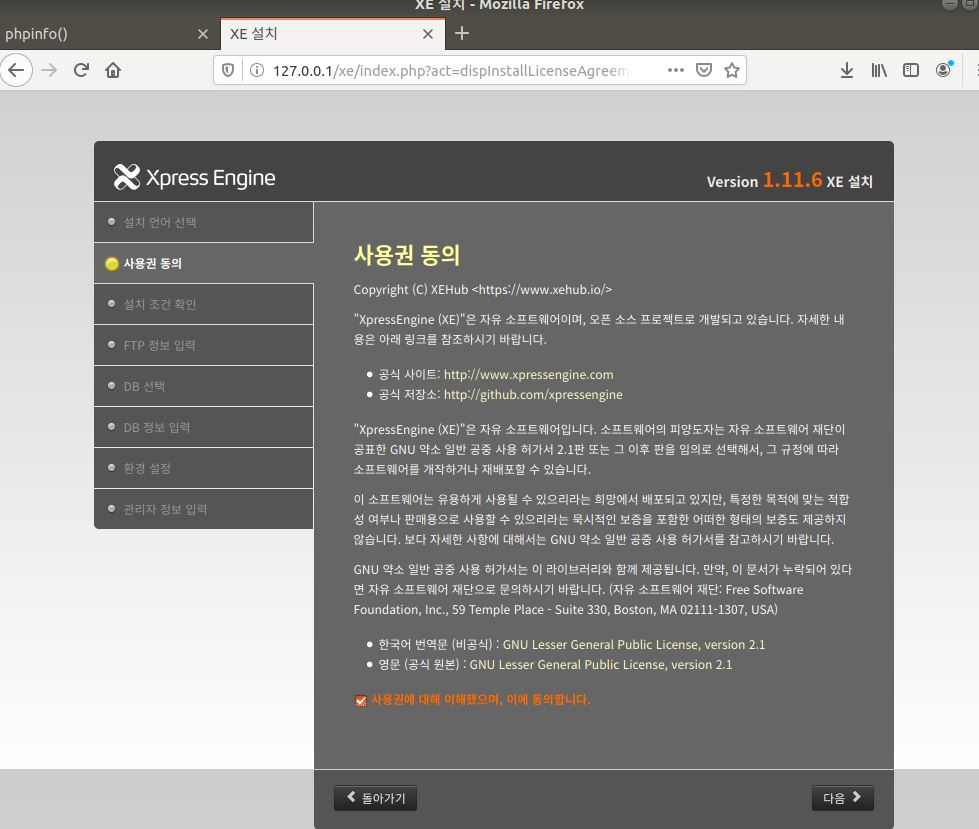 XE 설치 - Mozilla Firefox
phpinfo()
XE 설치
127.0.0.1/xe/index.php?act=dispInstallLicenseAgreem
Xpress Engine
Version 1.11.6 XE 설치
설치 언어 선택
사용권 동의
설치 조건 확인
FTP 정보 입력
DB 선택
DB 정보 입력
환경 설정
관리자 정보 입력
사용권 동의
Copyright (C) XEHub <https://www.xehub.io/>
"XpressEngine (XE)"은 자유 소프트웨어이며, 오픈 소스 프로젝트로 개발되고 있습니다. 자세한 내
용은 아래 링크를 참조하시기 바랍니다.
공식 사이트: http://www.xpressengine.com
공식 저장소: http://github.com/xpressengine
"XpressEngine (XE)"은 자유 소프트웨어입니다. 소프트웨어의 피양도자는 자유 소프트웨어 재단이
공표한 GNU 약소 일반 공중 사용 허가서 2.1판 또는 그 이후 판을 임의로 선택해서, 그 규정에 따라
소프트웨어를 개작하거나 재배포할 수 있습니다.
이 소프트웨어는 유용하게 사용될 수 있으리라는 희망에서 배포되고 있지만, 특정한 목적에 맞는 적합
성 여부나 판매용으로 사용할 수 있으리라는 묵시적인 보증을 포함한 어떠한 형태의 보증도 제공하지
않습니다. 보다 자세한 사항에 대해서는 GNU 약소 일반 공중 사용 허가서를 참고하시기 바랍니다.
GNU 약소 일반 공중 사용 허가서는 이 라이브러리와 함께 제공됩니다. 만약, 이 문서가 누락되어 있다
면 자유 소프트웨어 재단으로 문의하시기 바랍니다. (자유 소프트웨어 재단: Free Software
Foundation, Inc., 59 Temple Place - Suite 330, Boston, MA 02111-1307, USA)
한국어 번역문 (비공식) : GNU Lesser General Public License, version 2.1
영문 (공식 원본) : GNU Lesser General Public License, version 2.1
사용권에 대해 이해했으며, 이에 동의합니다.
돌아가기
다음